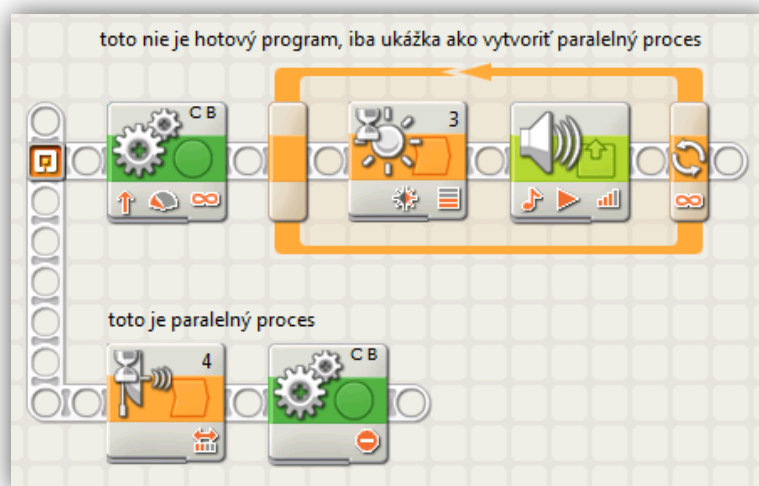 toto nie je hotový program, iba ukážka ako vytvoriť paralelný proces
C B
3
toto je paralelný proces
4
C B